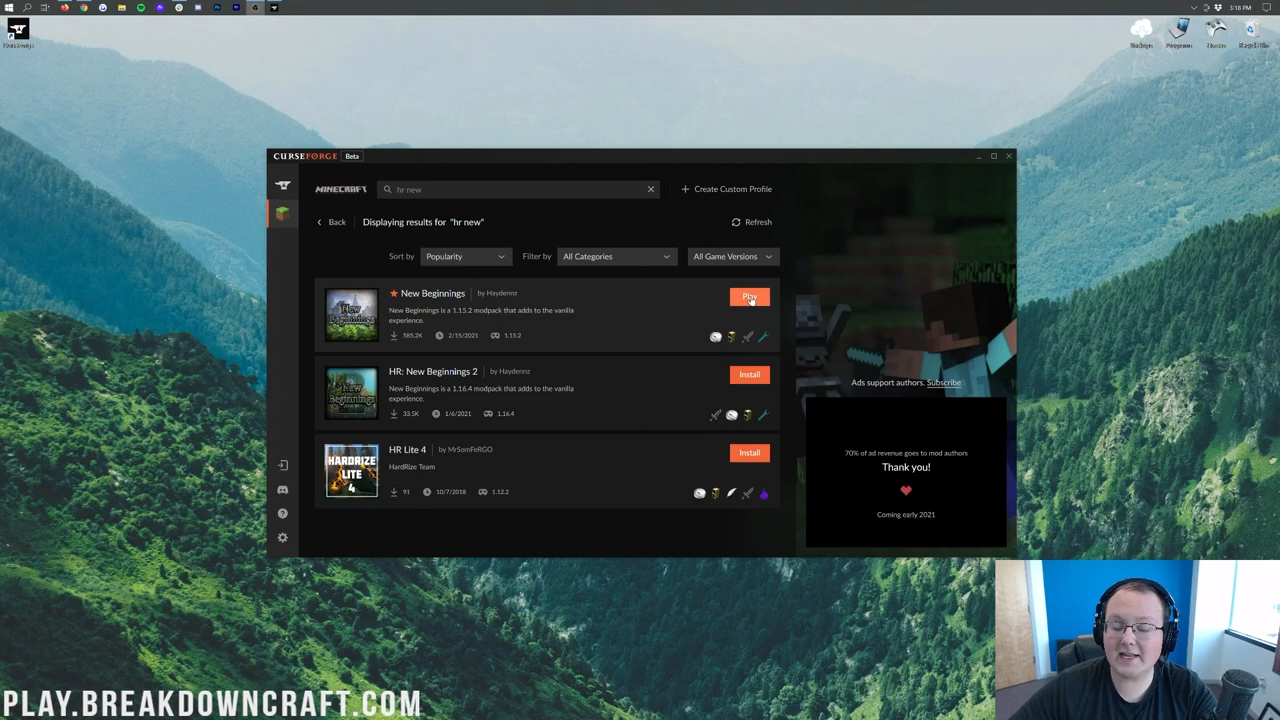 3:18 PM
CURSEFORGE Beta
MINECRAFT
hr new
Create Custom Profile
Back
Displaying results for "hr new"
Refresh
Sort by Popularity
Filter by All Categories
All Game Versions
New Beginnings by Haydennz
New Beginnings is a 1.15.2 modpack that adds to the vanilla
experience.
585.2K 2/15/2021 1.15.2
Play
HR: New Beginnings 2 by Haydennz
New Beginnings is a 1.16.4 modpack that adds to the vanilla
experience.
33.5K 1/6/2021 1.16.4
Install
HR Lite 4 by MrSomFeRGO
HardRize Team
91 10/7/2018 1.12.2
Install
HARDRIZE
LITE
4
Ads support authors. Subscribe
70% of ad revenue goes to mod authors
Thank you!
Coming early 2021
PLAY.BREAKDOWNCRAFT.COM